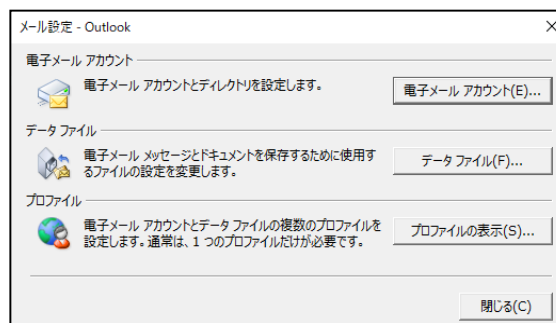 メール設定 - Outlook
電子メール アカウント
電子メール アカウントとディレクトリを設定します。
電子メール アカウント(E)...
データ ファイル
電子メール メッセージとドキュメントを保存するために使用す
るファイルの設定を変更します。
データ ファイル(F)...
プロファイル
電子メール アカウントとデータ ファイルの複数のプロファイルを
設定します。通常は、1 つのプロファイルだけが必要です。
プロファイルの表示(S)...
閉じる(C)